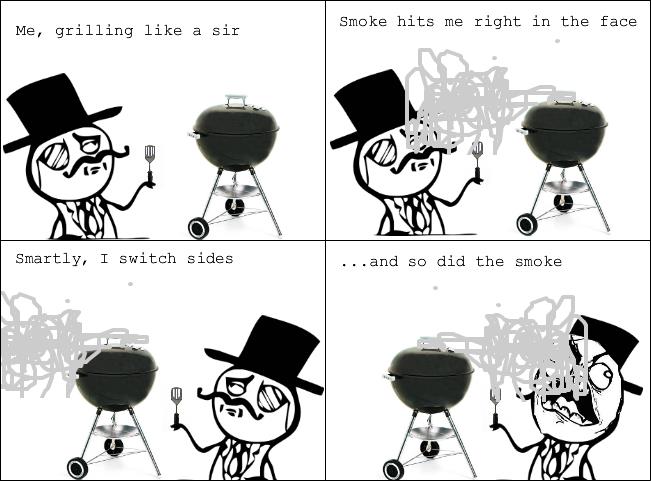 Me, grilling like a sir
Smoke hits me right in the face
Smartly, I switch sides
...and so did the smoke